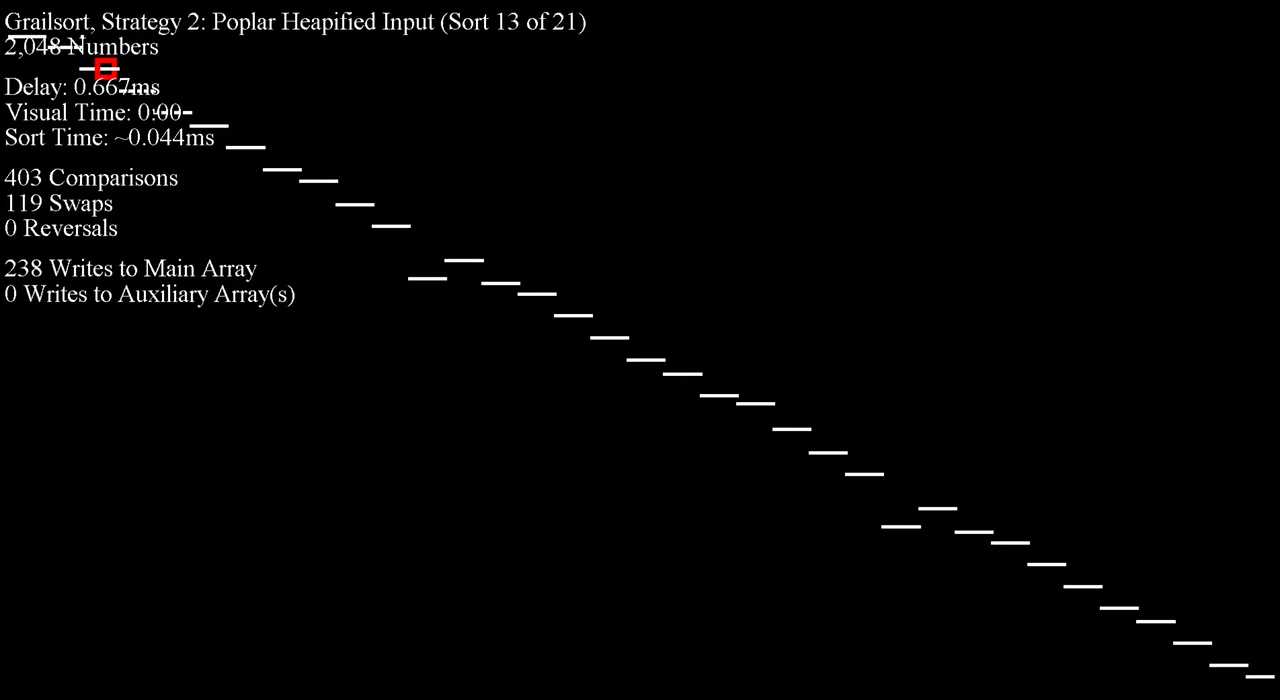 Grailsort, Strategy 2: Poplar Heapified Input (Sort 13 of 21)
2,048 Numbers
Delay: 0.667ms
Visual Time: 0:00
Sort Time: ~0.044ms
403 Comparisons
119 Swaps
0 Reversals
238 Writes to Main Array
0 Writes to Auxiliary Array(s)